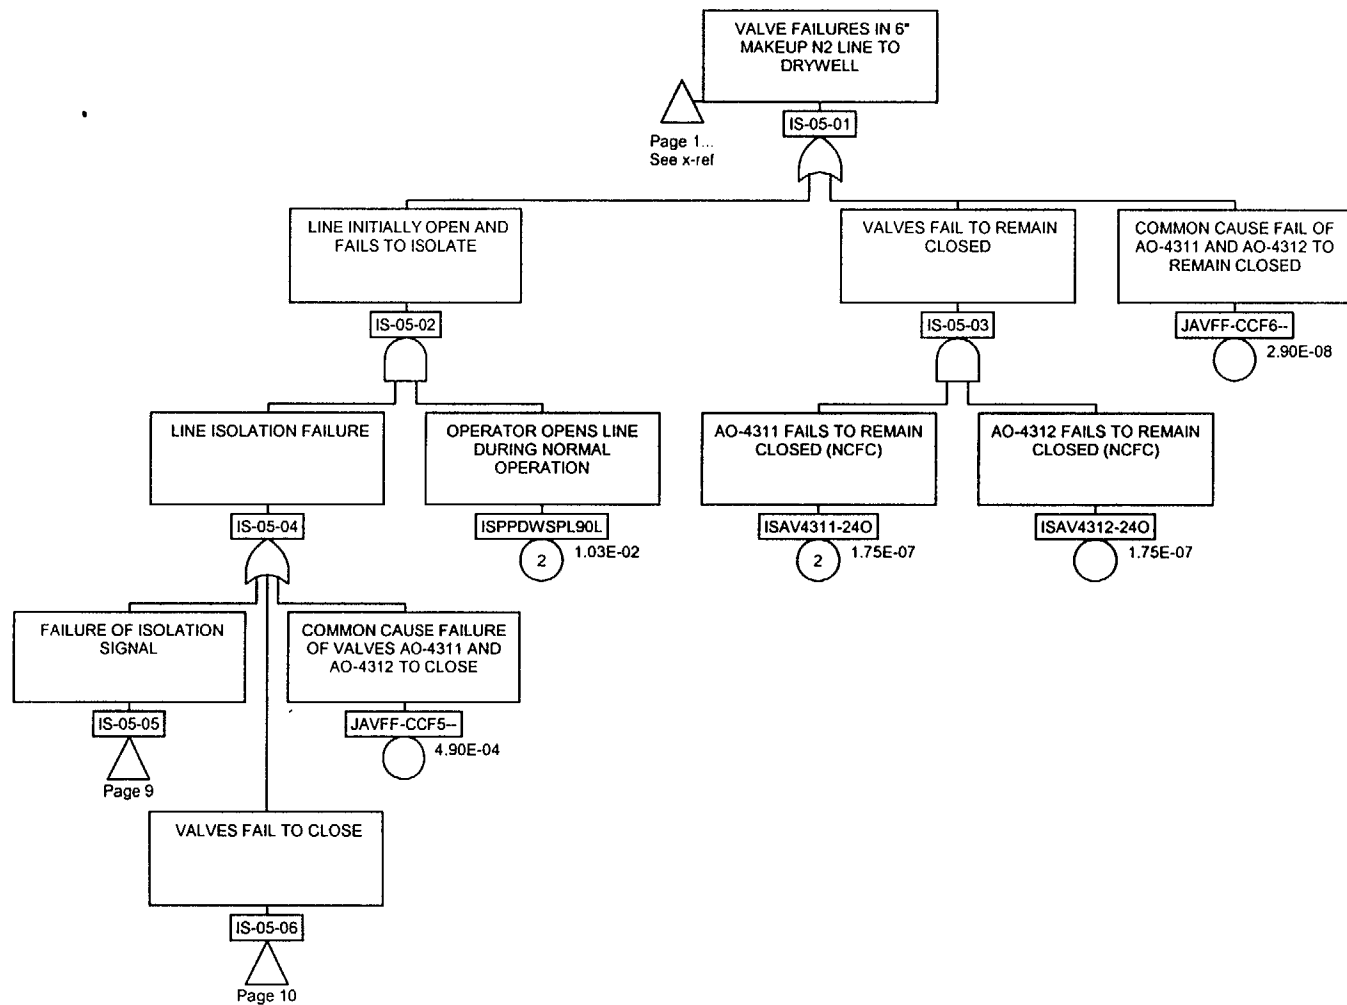 VALVE FAILURES IN 6"
MAKEUP N2 LINE TO
DRYWELL
Page 1...
See x-ref
IS-05-01
LINE INITIALLY OPEN AND
FAILS TO ISOLATE
VALVES FAIL TO REMAIN
CLOSED
COMMON CAUSE FAIL OF
AO-4311 AND AO-4312 TO
REMAIN CLOSED
IS-05-02
IS-05-03
JAVFF-CCF6--
2.90E-08
LINE ISOLATION FAILURE
OPERATOR OPENS LINE
DURING NORMAL
OPERATION
AO-4311 FAILS TO REMAIN
CLOSED (NCFC)
AO-4312 FAILS TO REMAIN
CLOSED (NCFC)
IS-05-04
ISPPDWSPL90L
2
1.03E-02
ISAV4311-24O
2
1.75E-07
ISAV4312-24O
1.75E-07
FAILURE OF ISOLATION
SIGNAL
COMMON CAUSE FAILURE
OF VALVES AO-4311 AND
AO-4312 TO CLOSE
IS-05-05
Page 9
JAVFF-CCF5--
4.90E-04
VALVES FAIL TO CLOSE
IS-05-06
Page 10